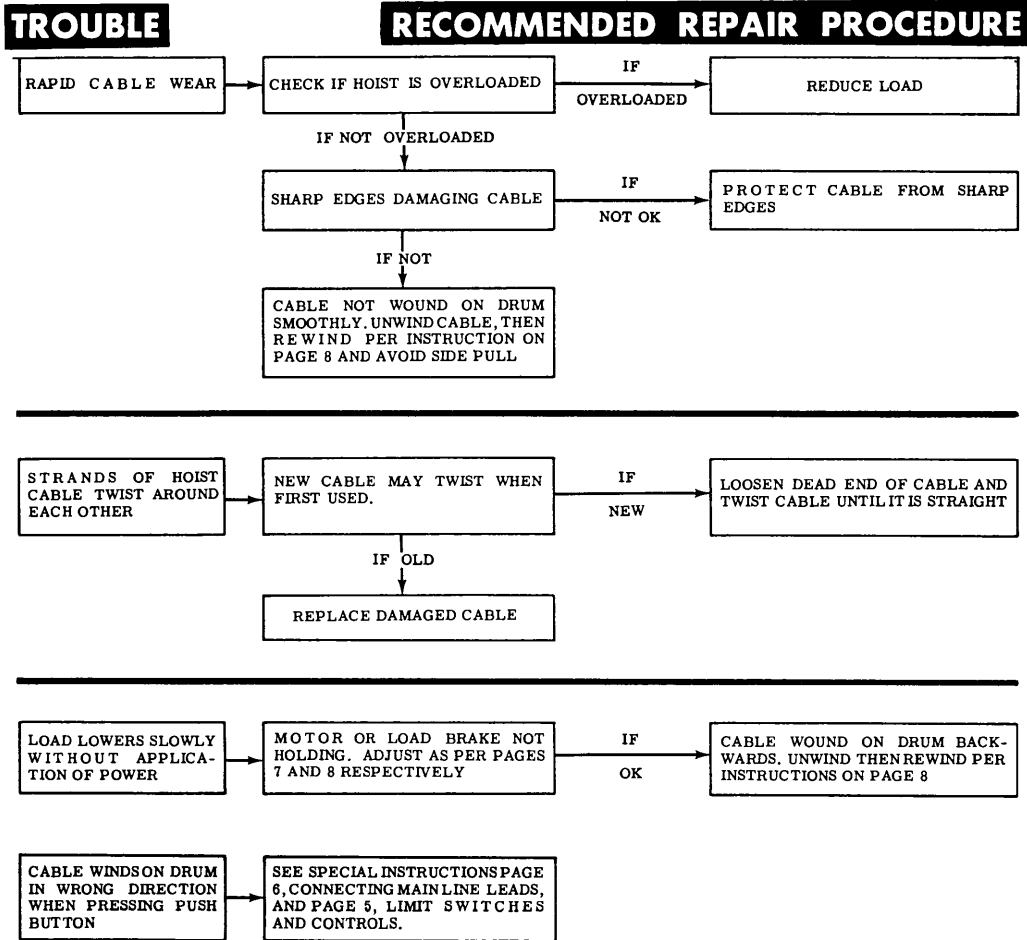 TROUBLE
RECOMMENDED REPAIR PROCEDURE
RAPID CABLE WEAR
CHECK IF HOIST IS OVERLOADED
IF
OVERLOADED
REDUCE LOAD
IF NOT OVERLOADED
SHARP EDGES DAMAGING CABLE
IF
NOT OK
PROTECT CABLE FROM SHARP
EDGES
IF NOT
CABLE NOT WOUND ON DRUM
SMOOTHLY. UNWIND CABLE, THEN
REWIND PER INSTRUCTION ON
PAGE 8 AND AVOID SIDE PULL
STRANDS OF HOIST
CABLE TWIST AROUND
EACH OTHER
NEW CABLE MAY TWIST WHEN
FIRST USED.
IF
NEW
LOOSEN DEAD END OF CABLE AND
TWIST CABLE UNTIL IT IS STRAIGHT
IF OLD
REPLACE DAMAGED CABLE
LOAD LOWERS SLOWLY
WITHOUT APPLICA-
TION OF POWER
MOTOR OR LOAD BRAKE NOT
HOLDING. ADJUST AS PER PAGES
7 AND 8 RESPECTIVELY
IF
OK
CABLE WOUND ON DRUM BACK-
WARDS. UNWIND THEN REWIND PER
INSTRUCTIONS ON PAGE 8
CABLE WINDS ON DRUM
IN WRONG DIRECTION
WHEN PRESSING PUSH
BUTTON
SEE SPECIAL INSTRUCTIONS PAGE
6, CONNECTING MAIN LINE LEADS,
AND PAGE 5, LIMIT SWITCHES
AND CONTROLS.